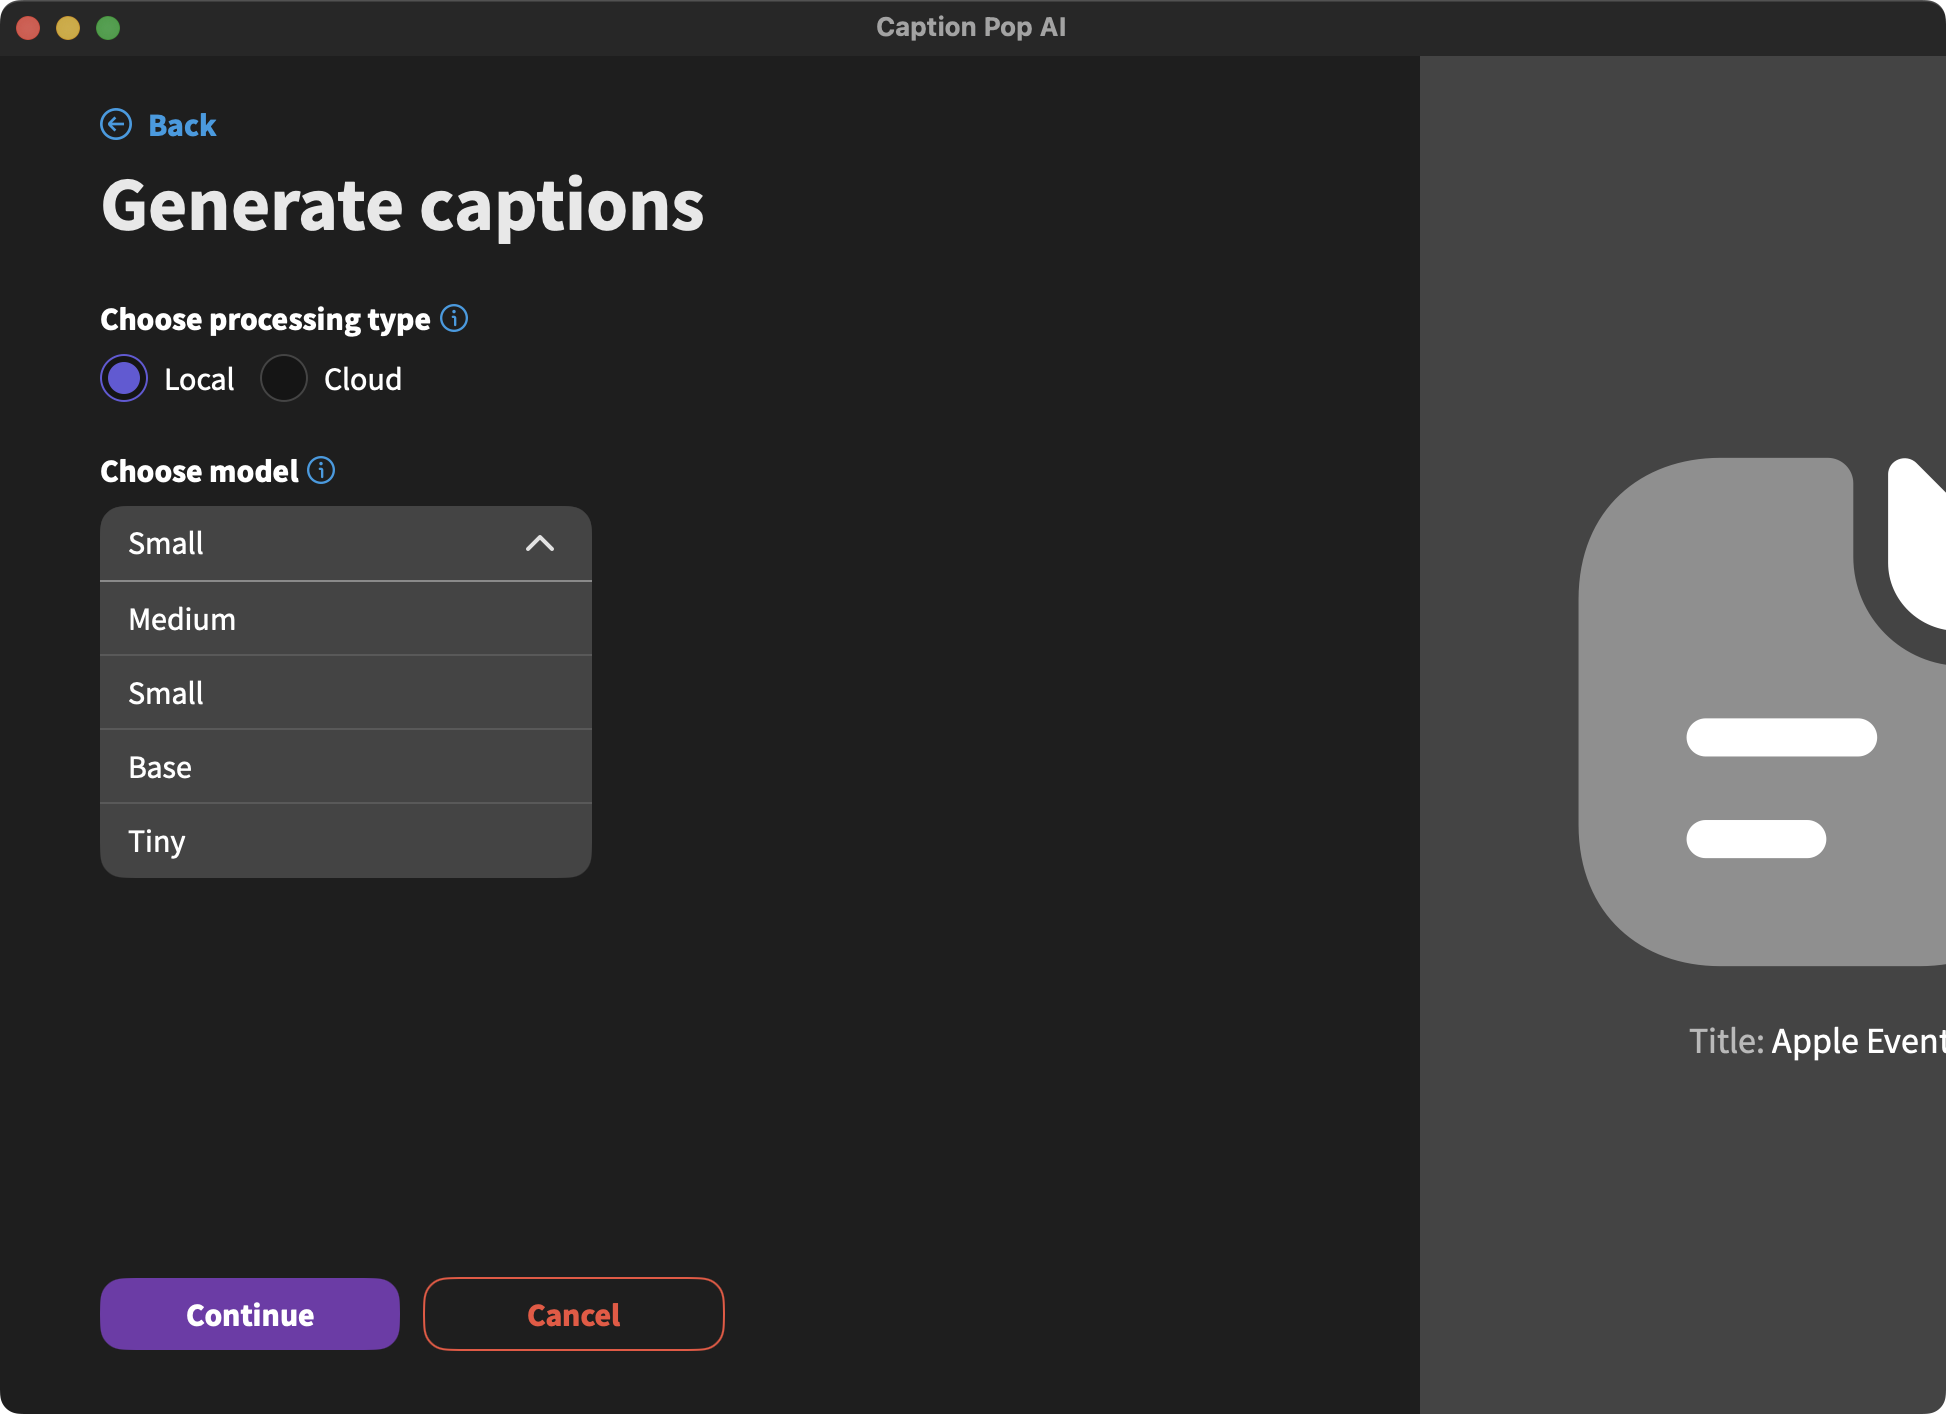 Caption Pop AI
Back
Generate captions
Choose processing type
Local Cloud
Choose model
Small
Medium
Small
Base
Tiny
Title: Apple Event
Continue Cancel